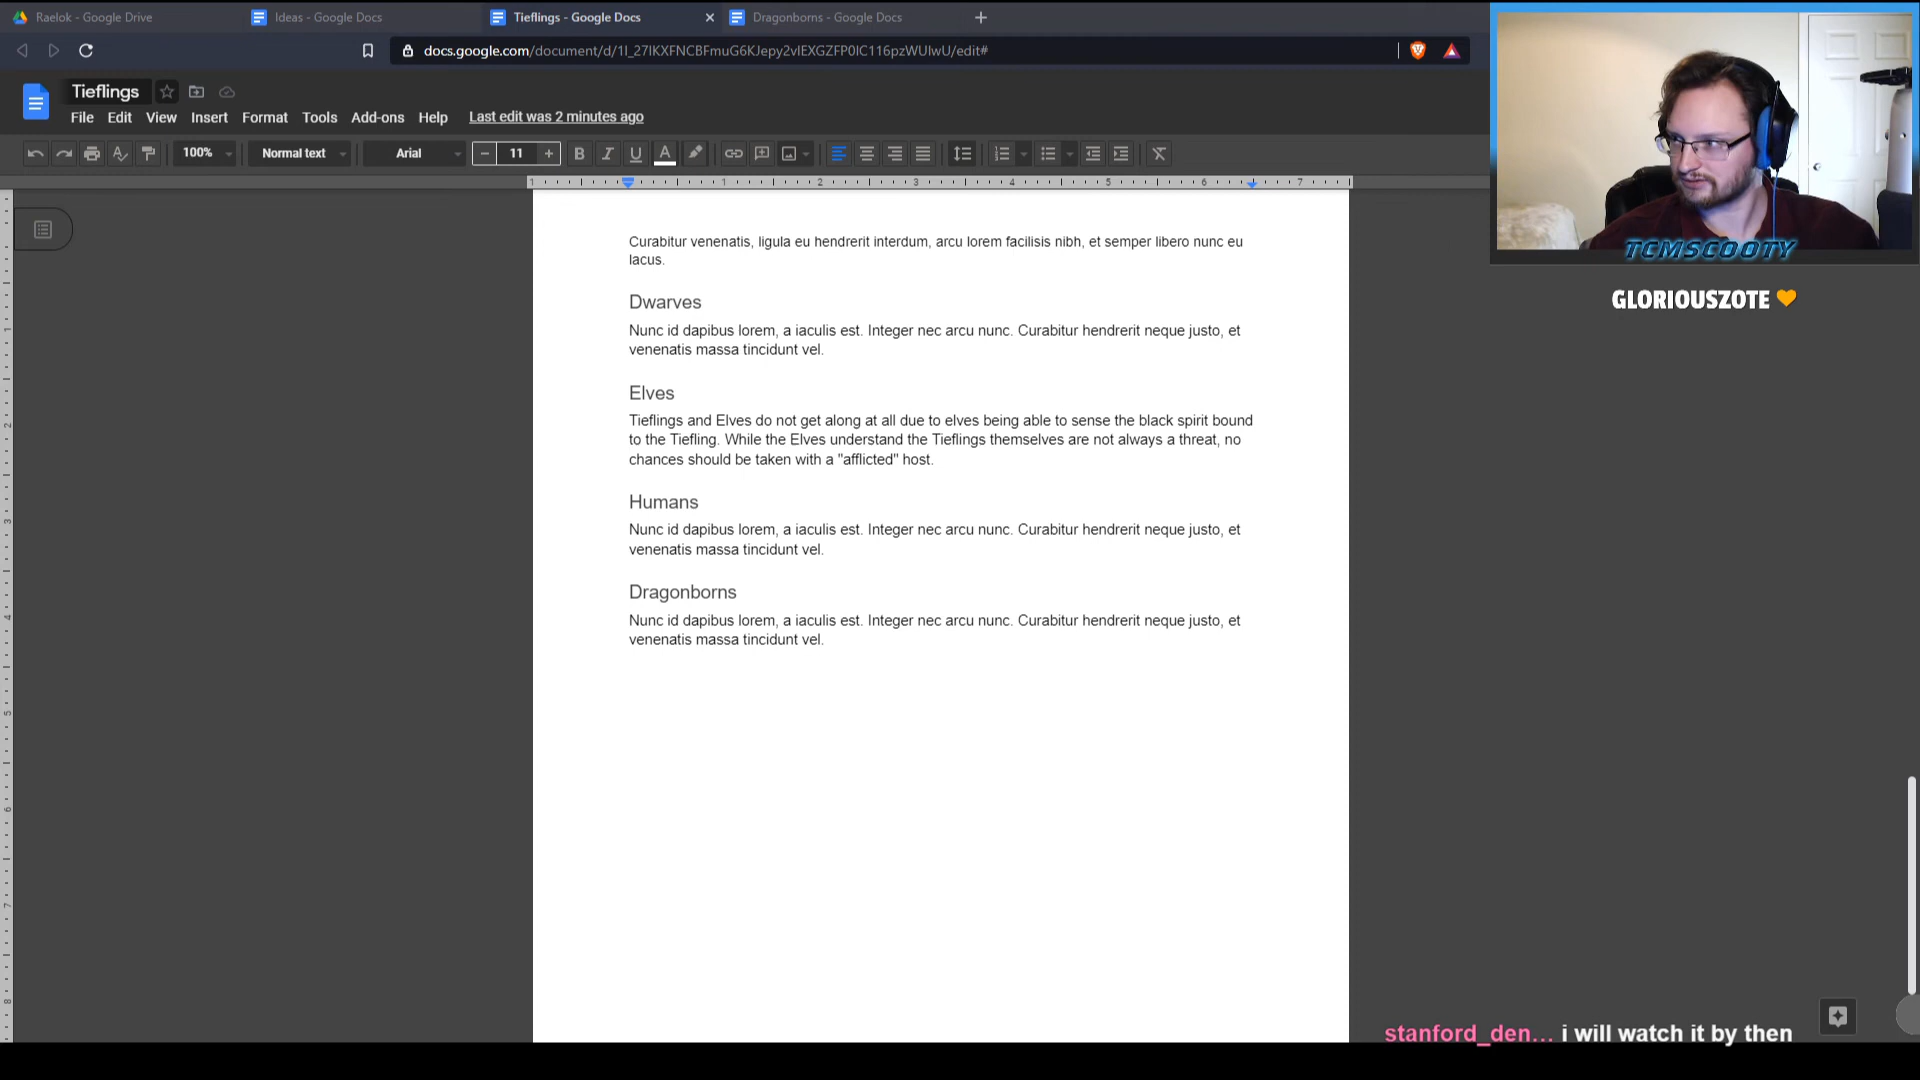 Raelok - Google Drive
Ideas - Google Docs
Tieflings - Google Docs
Dragonborns - Google Docs
Tieflings
File Edit View Insert Format Tools Add-ons Help Last edit was 2 minutes ago
100% Normal text Arial 11
1 1 2 3 4 5 6 7
Curabitur venenatis, ligula eu hendrerit interdum, arcu lorem facilisis nibh, et semper libero nunc eu
lacus.
Dwarves
Nunc id dapibus lorem, a iaculis est. Integer nec arcu nunc. Curabitur hendrerit neque justo, et
venenatis massa tincidunt vel.
Elves
Tieflings and Elves do not get along at all due to elves being able to sense the black spirit bound
to the Tiefling. While the Elves understand the Tieflings themselves are not always a threat, no
chances should be taken with a "afflicted" host.
Humans
Nunc id dapibus lorem, a iaculis est. Integer nec arcu nunc. Curabitur hendrerit neque justo, et
venenatis massa tincidunt vel.
Dragonborns
Nunc id dapibus lorem, a iaculis est. Integer nec arcu nunc. Curabitur hendrerit neque justo, et
venenatis massa tincidunt vel.
TCMSCOOTY
GLORIOUSZOTE
stanford_den... i will watch it by then